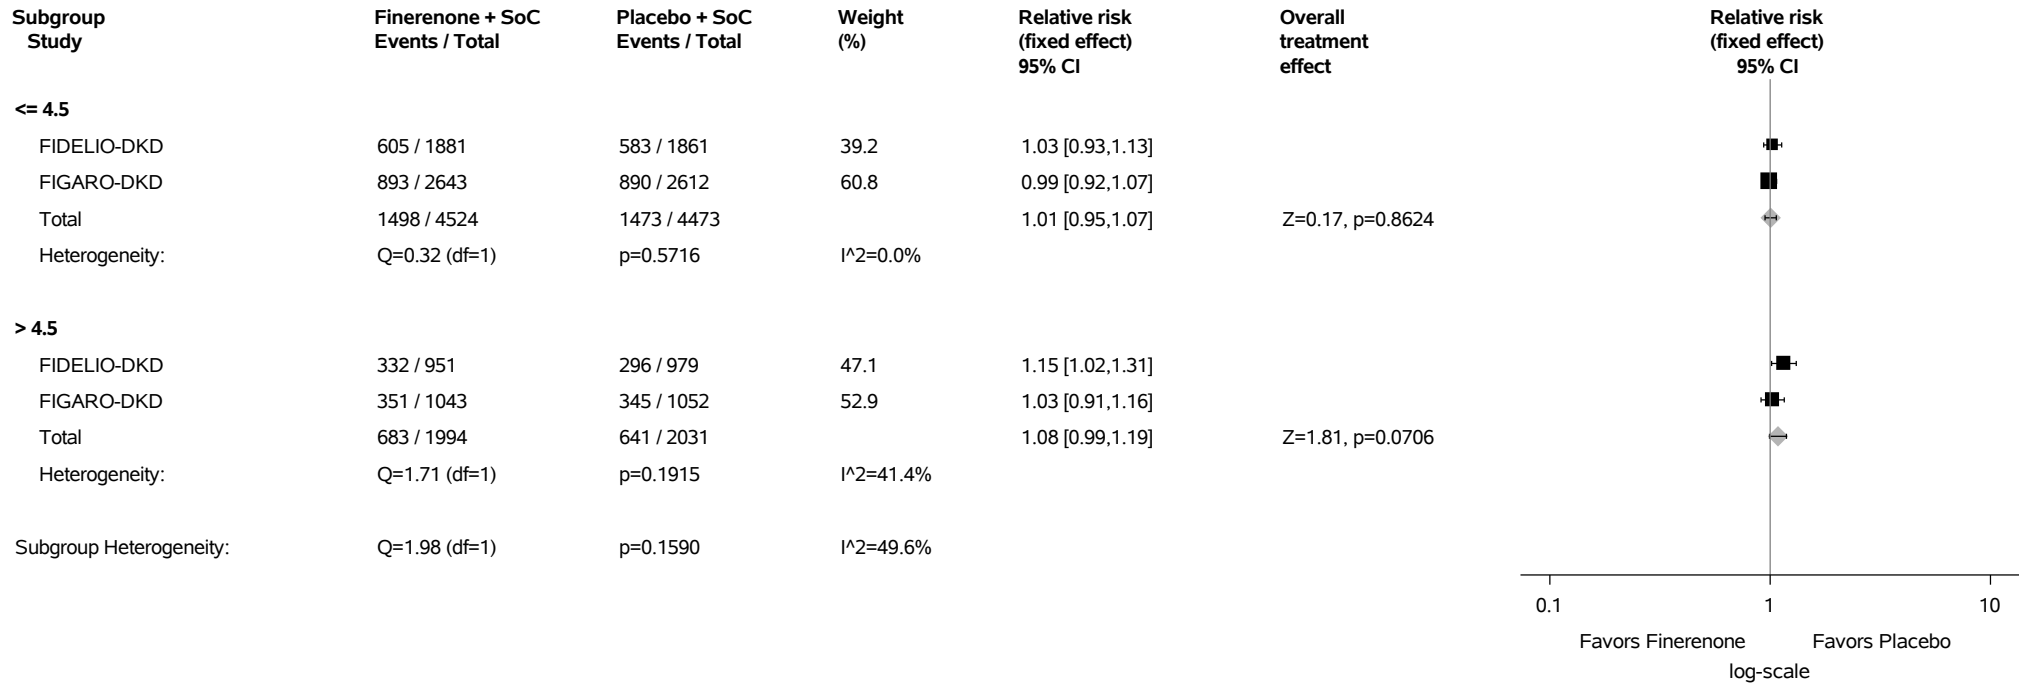 Subgroup Finerenone + SoC Placebo + SoC Weight Relative risk Overall Relative risk
Study Events / Total Events / Total (%) (fixed effect) treatment (fixed effect)
95% CI effect 95% CI
<= 4.5
FIDELIO-DKD 605 / 1881 583 / 1861 39.2 1.03 [0.93,1.13]
FIGARO-DKD 893 / 2643 890 / 2612 60.8 0.99 [0.92,1.07]
Total 1498 / 4524 1473 / 4473 1.01 [0.95,1.07] Z=0.17, p=0.8624
Heterogeneity: Q=0.32 (df=1) p=0.5716 I^2=0.0%
> 4.5
FIDELIO-DKD 332 / 951 296 / 979 47.1 1.15 [1.02,1.31]
FIGARO-DKD 351 / 1043 345 / 1052 52.9 1.03 [0.91,1.16]
Total 683 / 1994 641 / 2031 1.08 [0.99,1.19] Z=1.81, p=0.0706
Heterogeneity: Q=1.71 (df=1) p=0.1915 I^2=41.4%
Subgroup Heterogeneity: Q=1.98 (df=1) p=0.1590 I^2=49.6%
0.1 1 10
Favors Finerenone Favors Placebo
log-scale